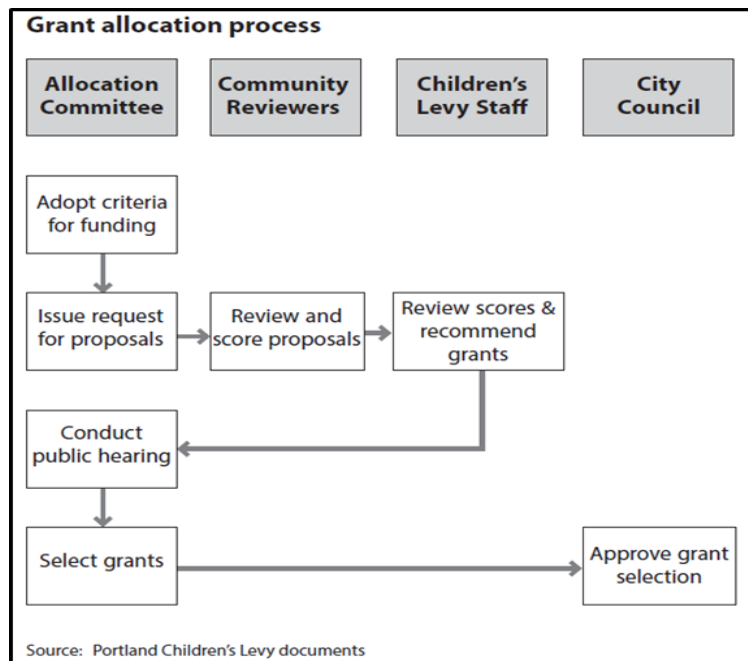 Grant allocation process
Allocation
Committee
Community
Reviewers
Children's
Levy Staff
City
Council
Adopt criteria
for funding
Issue request
for proposals
Review and
score proposals
Review scores &
recommend
grants
Conduct
public hearing
Select grants
Approve grant
selection
Source: Portland Children's Levy documents